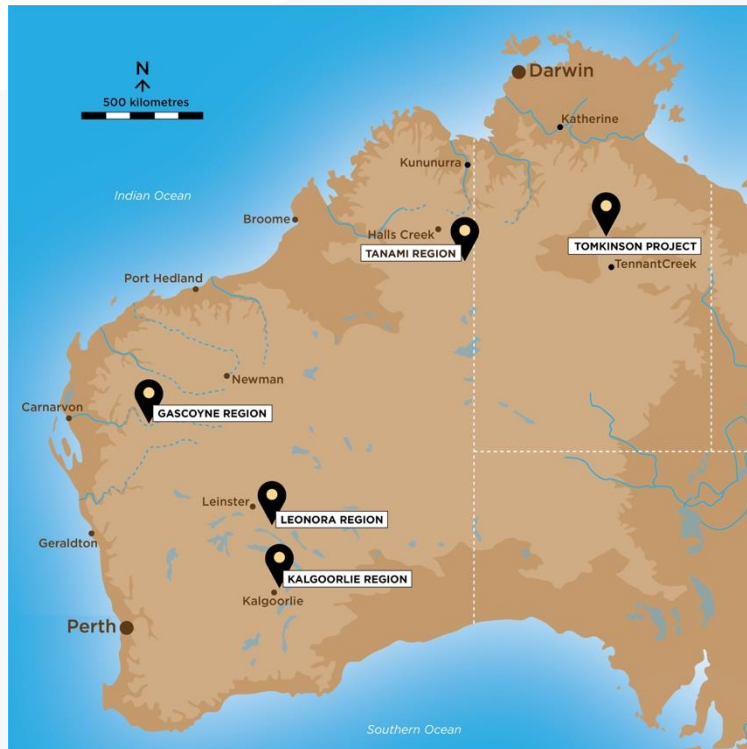 N
500 kilometres
Darwin
Katherine
Kununurra
Indian Ocean
Broome
Halls Creek
TANAMI REGION
TOMKINSON PROJECT
TennantCreek
Port Hedland
Newman
Carnarvon
GASCOYNE REGION
Leinster
LEONORA REGION
Geraldton
KALGOORLIE REGION
Kalgoorlie
Perth
Southern Ocean